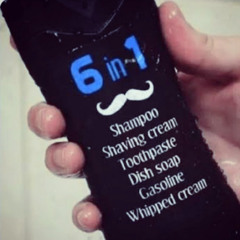 6 in 1
Shampoo
Shaving cream
Toothpaste
Dish soap
Gasoline
Whipped cream